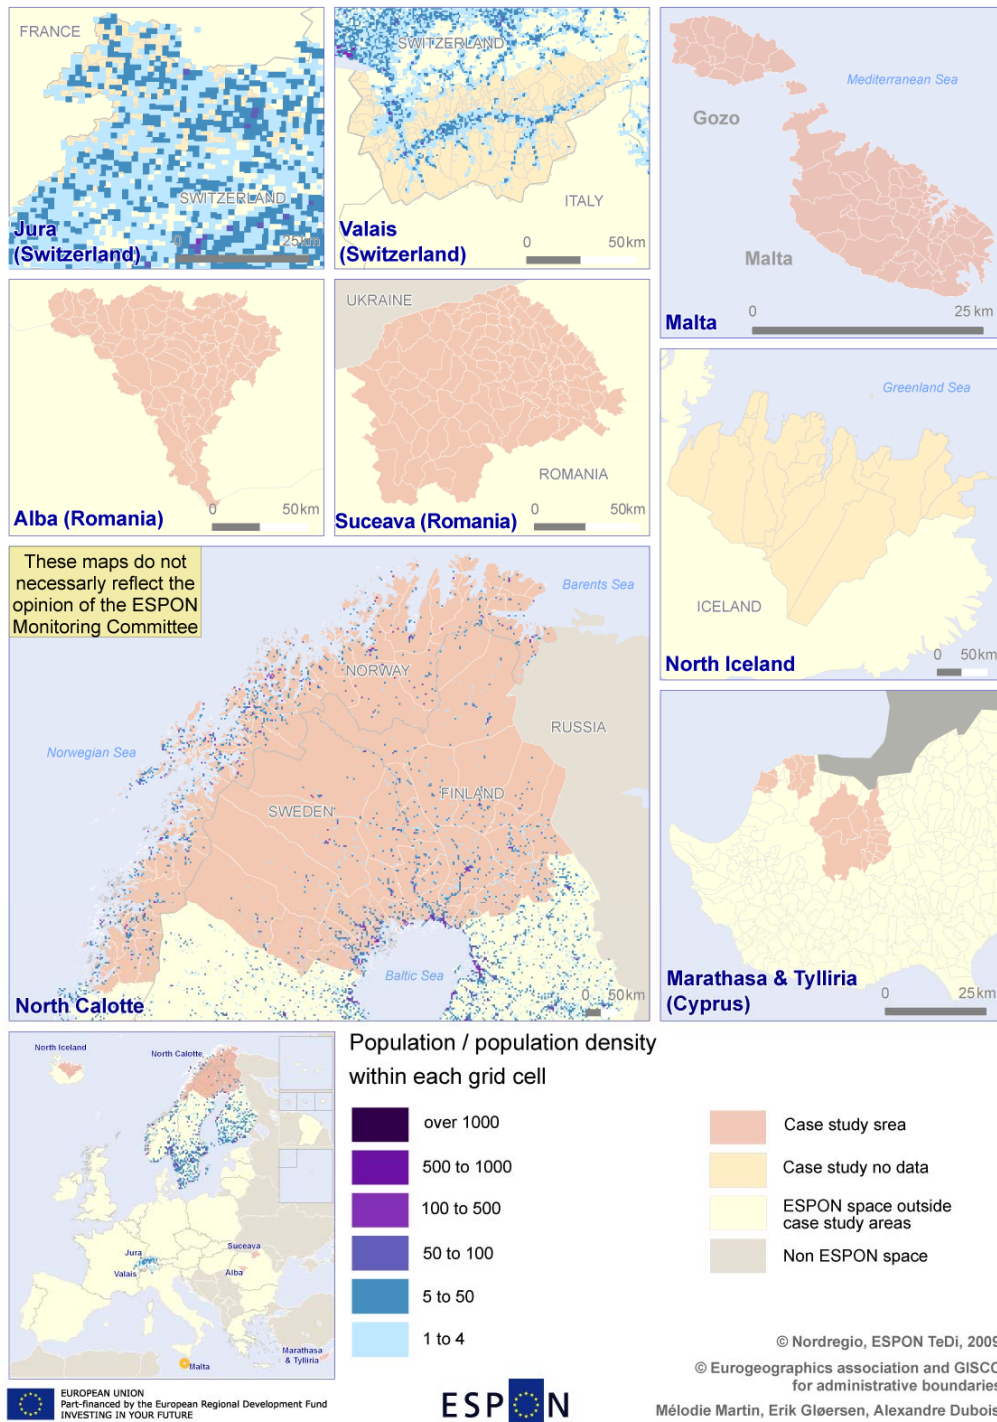 FRANCE
SWITZERLAND
Jura
(Switzerland)
0 25km
SWITZERLAND
ITALY
Valais
(Switzerland)
0 50km
Mediterranean Sea
Gozo
Malta
Malta
0 25 km
Alba (Romania)
0 50km
UKRAINE
ROMANIA
Suceava (Romania)
0 50km
Greenland Sea
ICELAND
North Iceland
0 50km
These maps do not
necessarly reflect the
opinion of the ESPON
Monitoring Committee
Barents Sea
NORWAY
RUSSIA
Norwegian Sea
FINLAND
SWEDEN
Baltic Sea
North Calotte
0 50km
Marathasa & Tylliria
(Cyprus)
0 25km
North Iceland
North Calotte
Jura
Suceava
Valais
Alba
Marathasa
& Tylliria
Malta
Population / population density
within each grid cell
over 1000
500 to 1000
100 to 500
50 to 100
5 to 50
1 to 4
Case study srea
Case study no data
ESPON space outside
case study areas
Non ESPON space
© Nordregio, ESPON TeDi, 2009
© Eurogeographics association and GISCO
for administrative boundaries
Mélodie Martin, Erik Gløersen, Alexandre Dubois
EUROPEAN UNION
Part-financed by the European Regional Development Fund
INVESTING IN YOUR FUTURE
ESPON